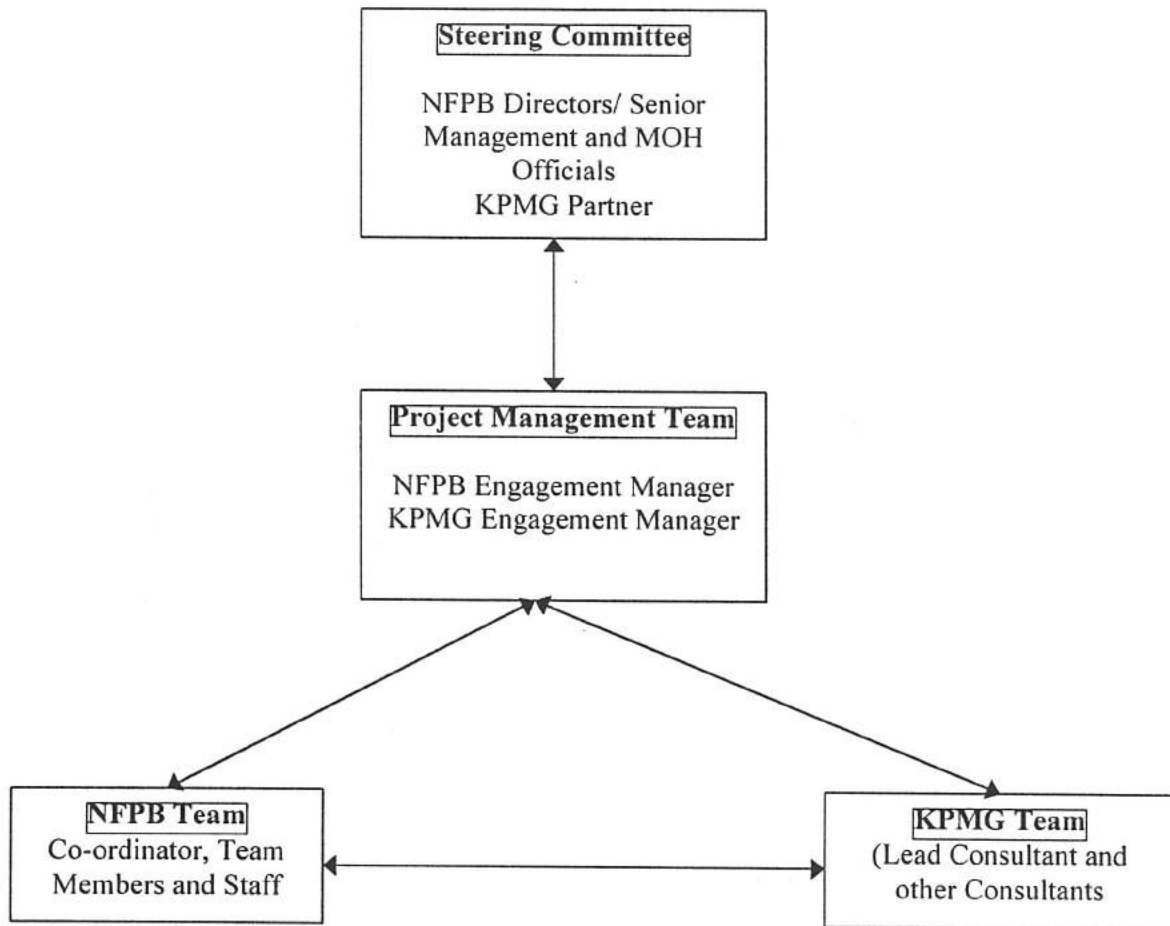 Steering Committee
NFPB Directors/ Senior
Management and MOH
Officials
KPMG Partner
Project Management Team
NFPB Engagement Manager
KPMG Engagement Manager
NFPB Team
Co-ordinator, Team
Members and Staff
KPMG Team
(Lead Consultant and
other Consultants